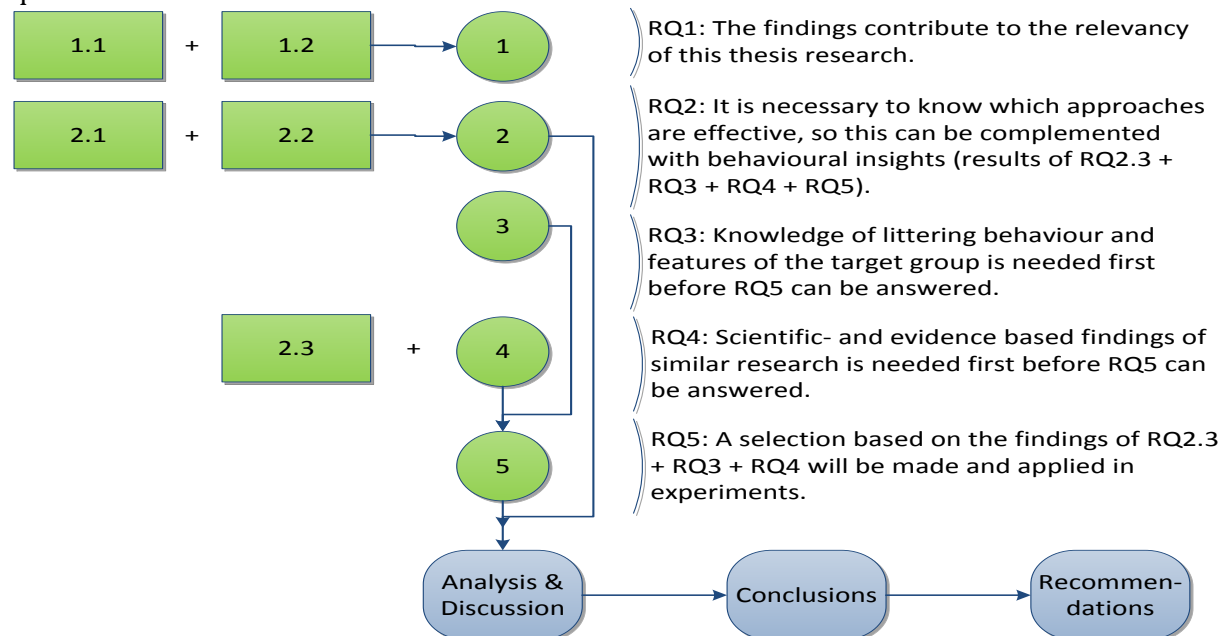 1.1 + 1.2 1
RQ1: The findings contribute to the relevancy
of this thesis research.
2.1 + 2.2 2
RQ2: It is necessary to know which approaches
are effective, so this can be complemented
with behavioural insights (results of RQ2.3 +
RQ3 + RQ4 + RQ5).
3
RQ3: Knowledge of littering behaviour and
features of the target group is needed first
before RQ5 can be answered.
2.3 + 4
RQ4: Scientific- and evidence based findings of
similar research is needed first before RQ5 can
be answered.
5
RQ5: A selection based on the findings of RQ2.3
+ RQ3 + RQ4 will be made and applied in
experiments.
Analysis &
Discussion
Conclusions
Recommen-
dations